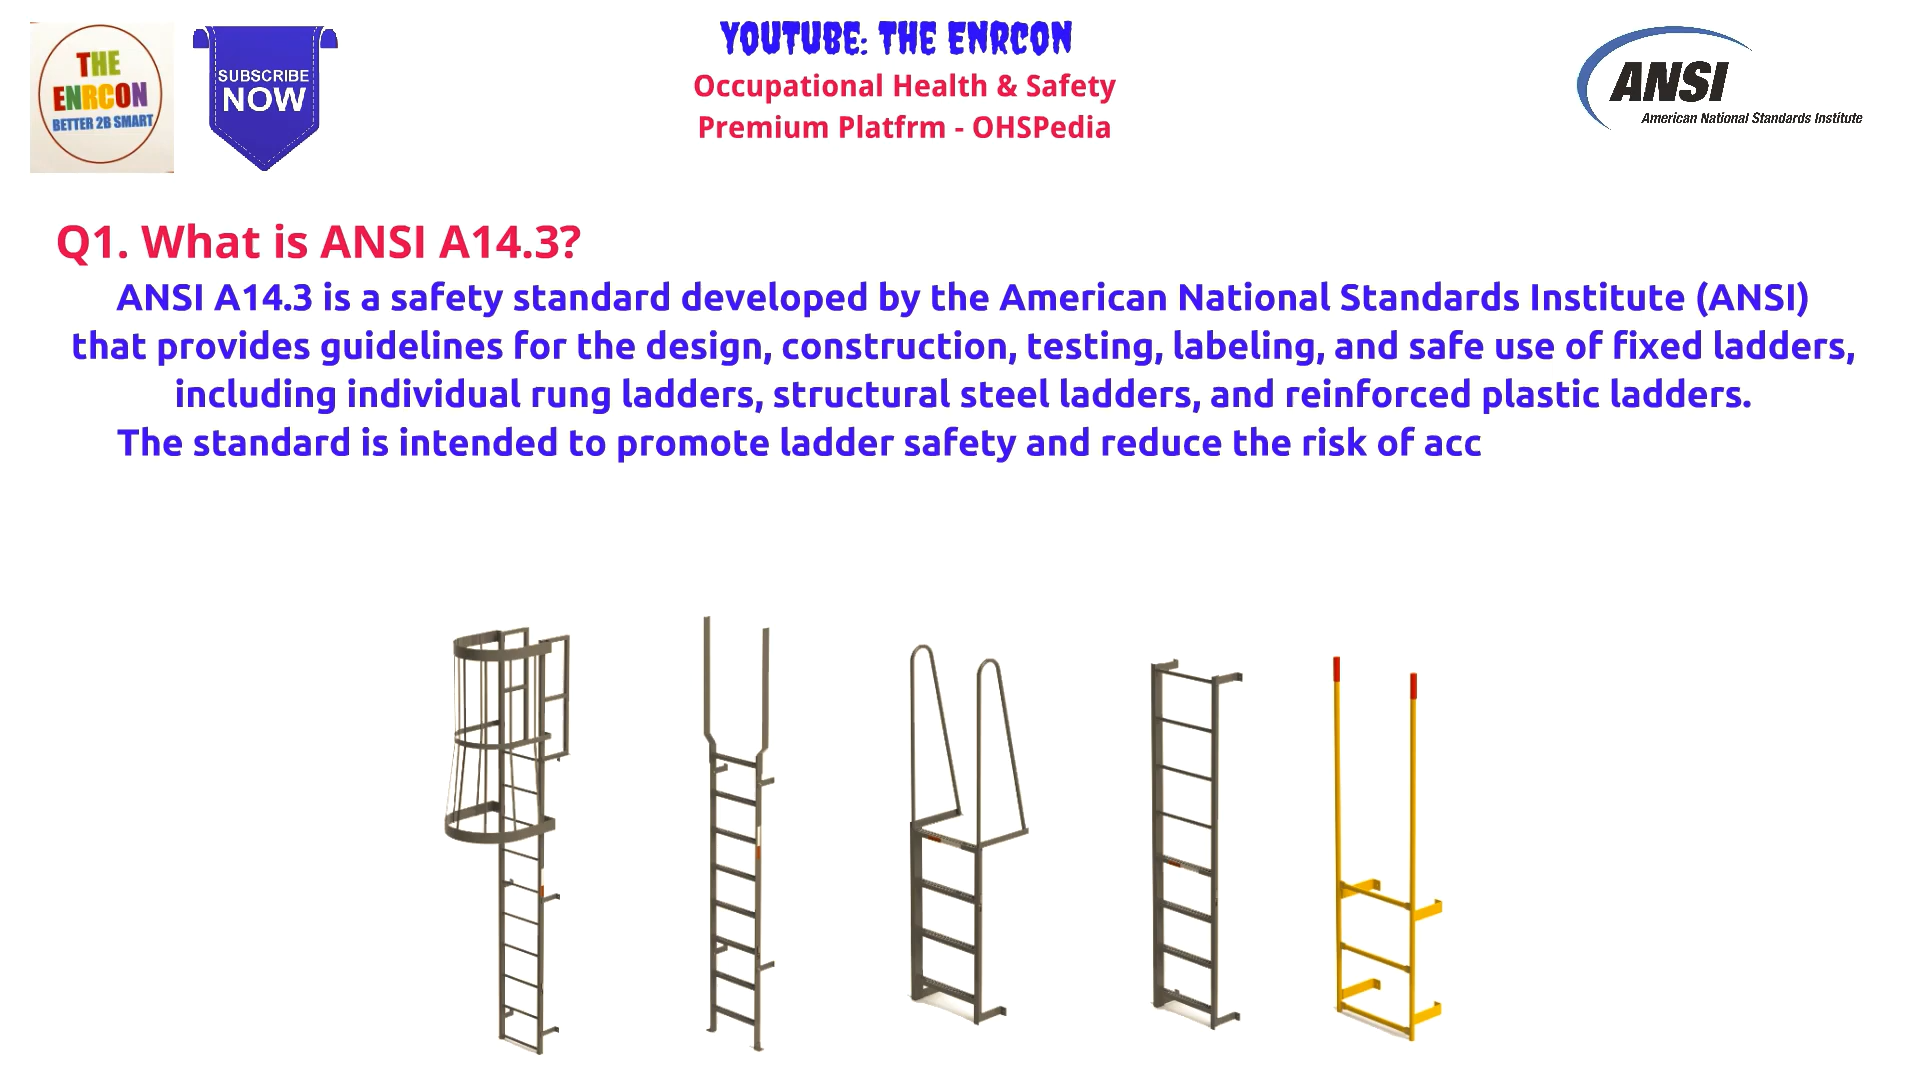 THE
ENRCON
BETTER 2B SMART
SUBSCRIBE
NOW
YOUTUBE: THE ENRCON
Occupational Health & Safety
Premium Platfrm - OHSPedia
ANSI
American National Standards Institute
Q1. What is ANSI A14.3?
ANSI A14.3 is a safety standard developed by the American National Standards Institute (ANSI)
that provides guidelines for the design, construction, testing, labeling, and safe use of fixed ladders,
including individual rung ladders, structural steel ladders, and reinforced plastic ladders.
The standard is intended to promote ladder safety and reduce the risk of acc